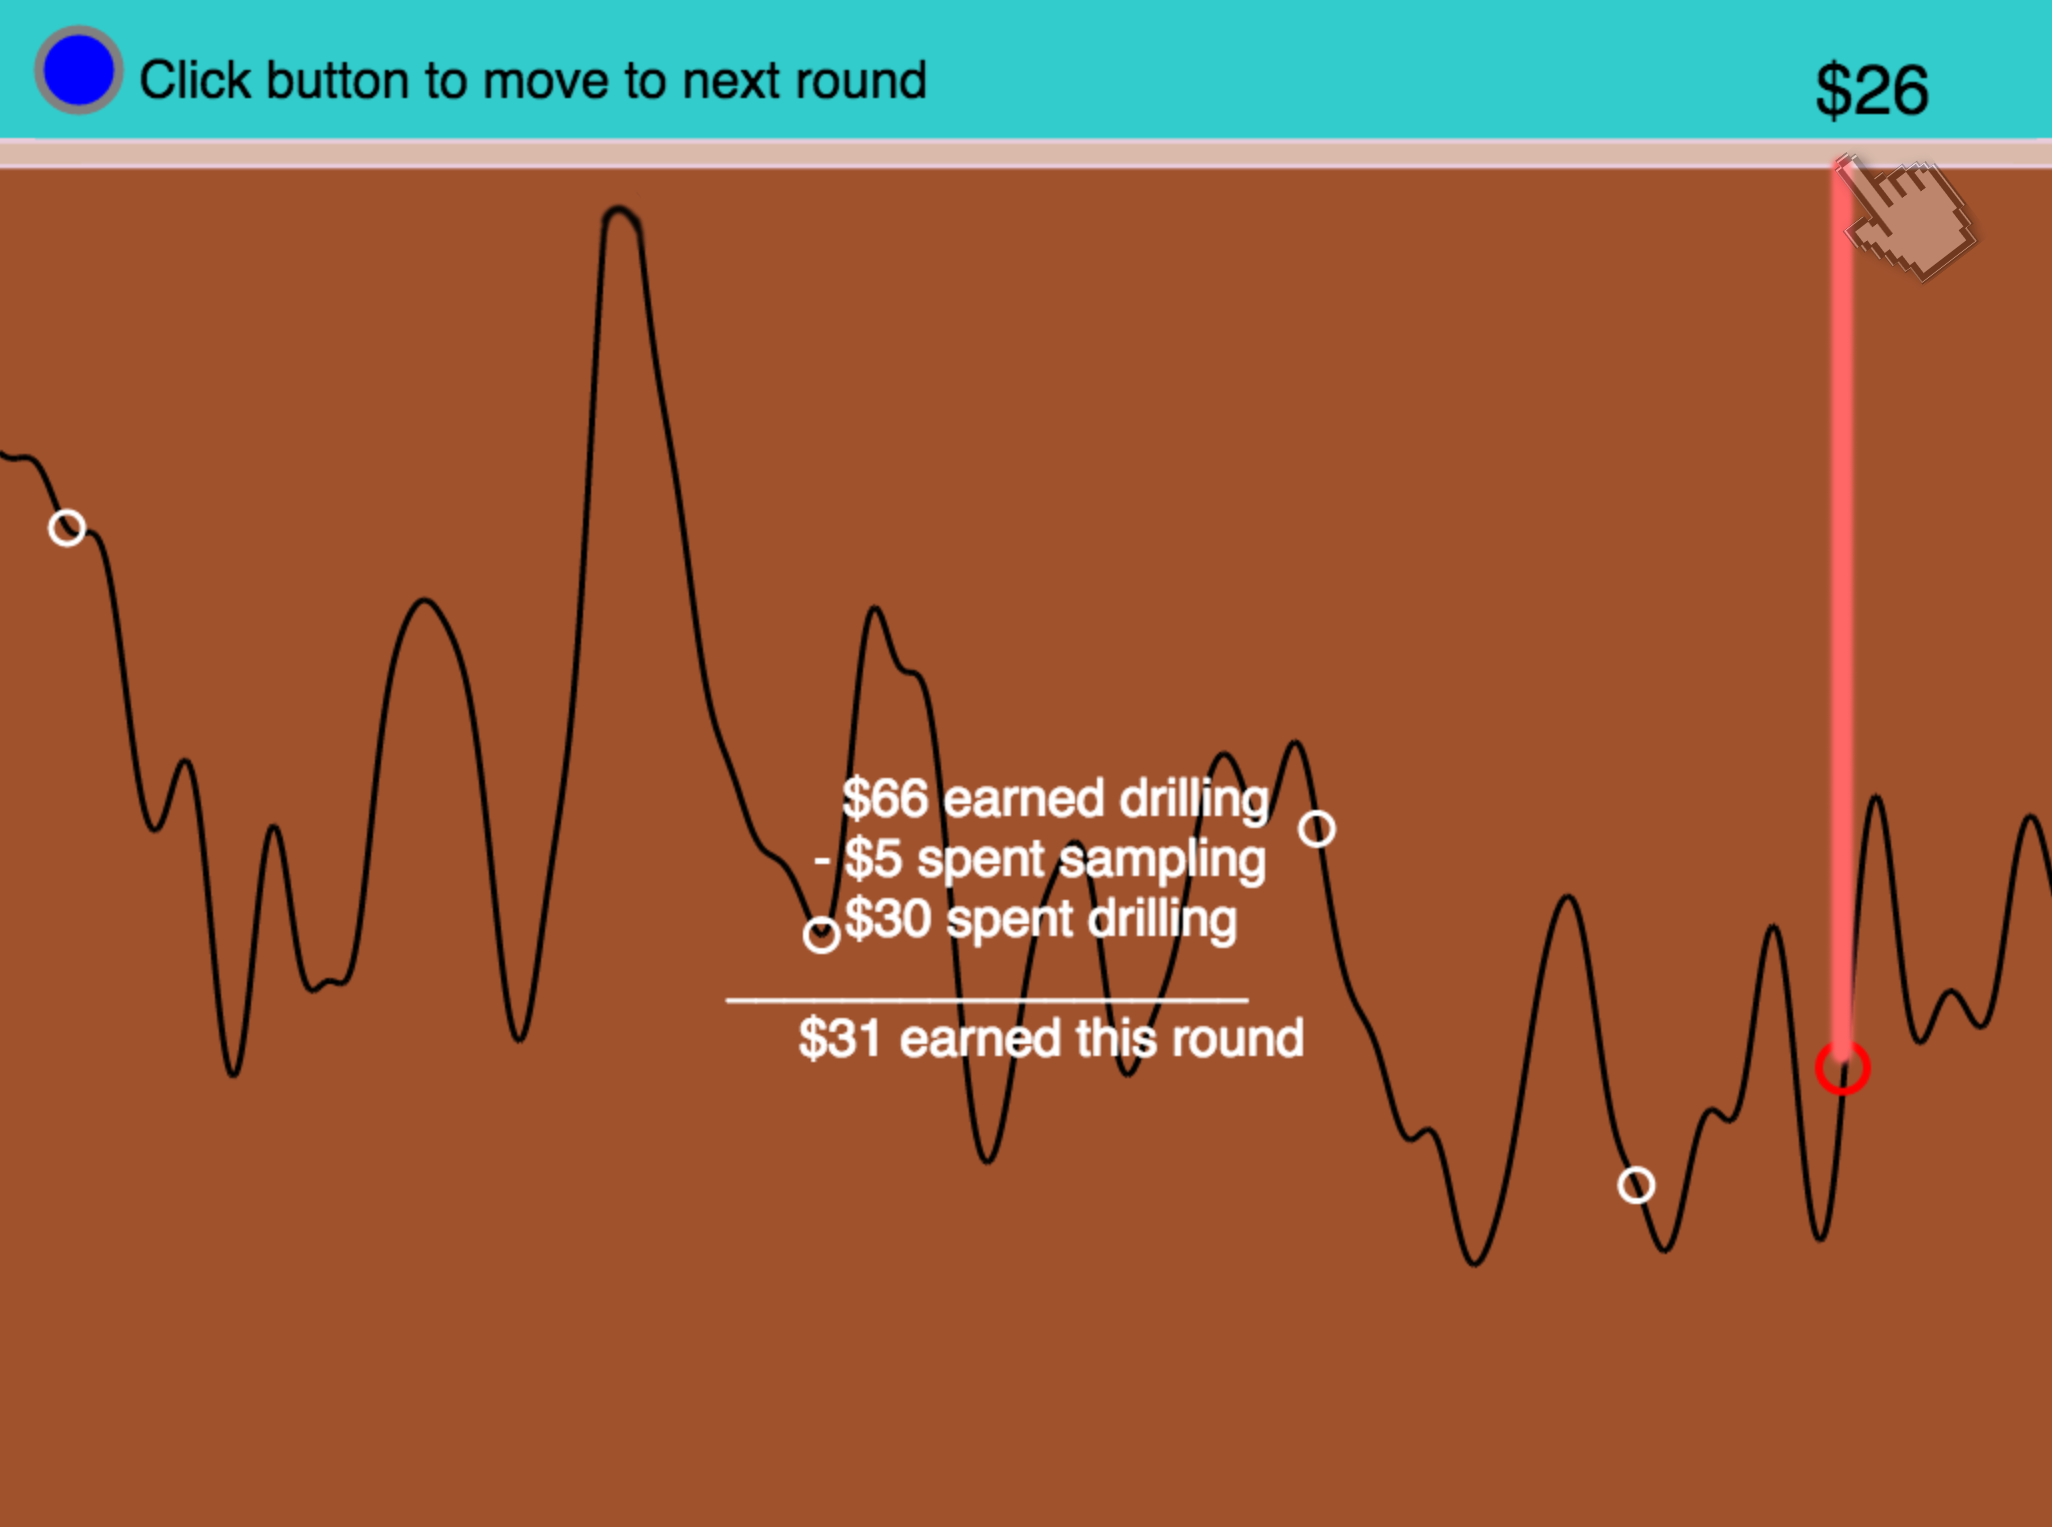 Click button to move to next round
$26
$66 earned drilling
- $5 spent sampling
$30 spent drilling
$31 earned this round